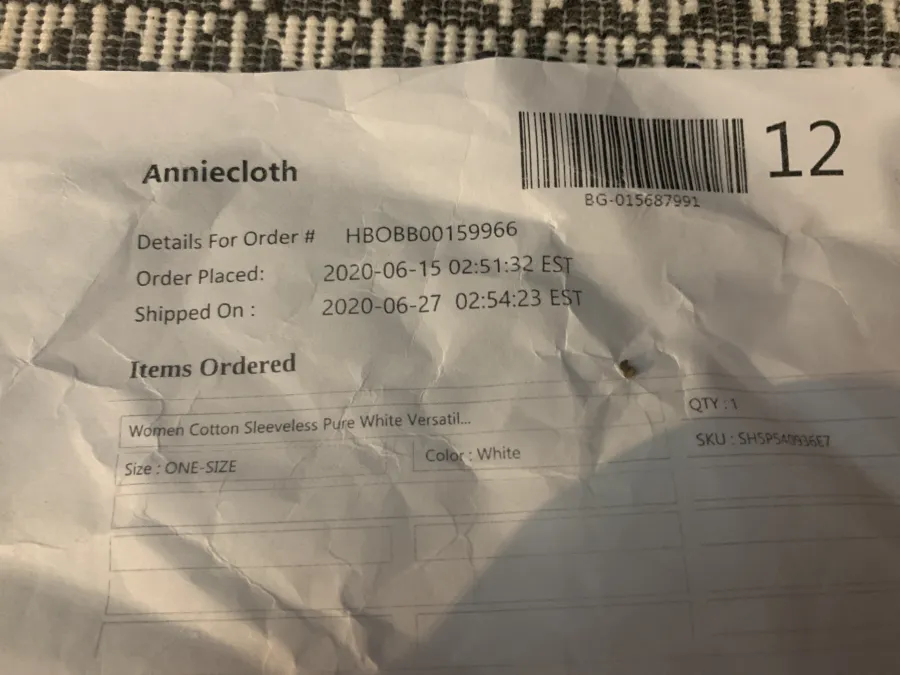 Anniecloth
12
BG-015687991
Details For Order # HBOBB00159966
Order Placed: 2020-06-15 02:51:32 EST
Shipped On : 2020-06-27 02:54:23 EST
Items Ordered
Women Cotton Sleeveless Pure White Versatil...
QTY : 1
Size : ONE-SIZE
Color : White
SKU : SH5P540936E7